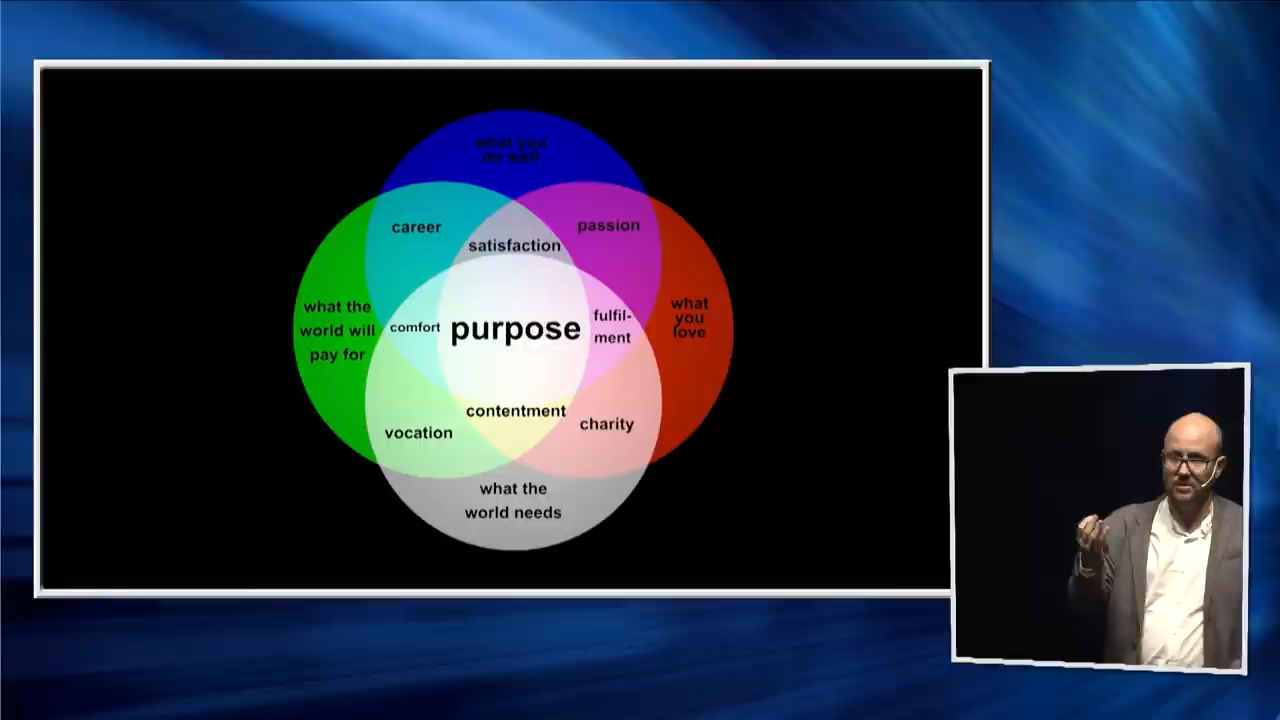 what you
do well
career
passion
satisfaction
what the
world will
pay for
comfort
purpose
fulfil-
ment
what
you
love
contentment
vocation
charity
what the
world needs